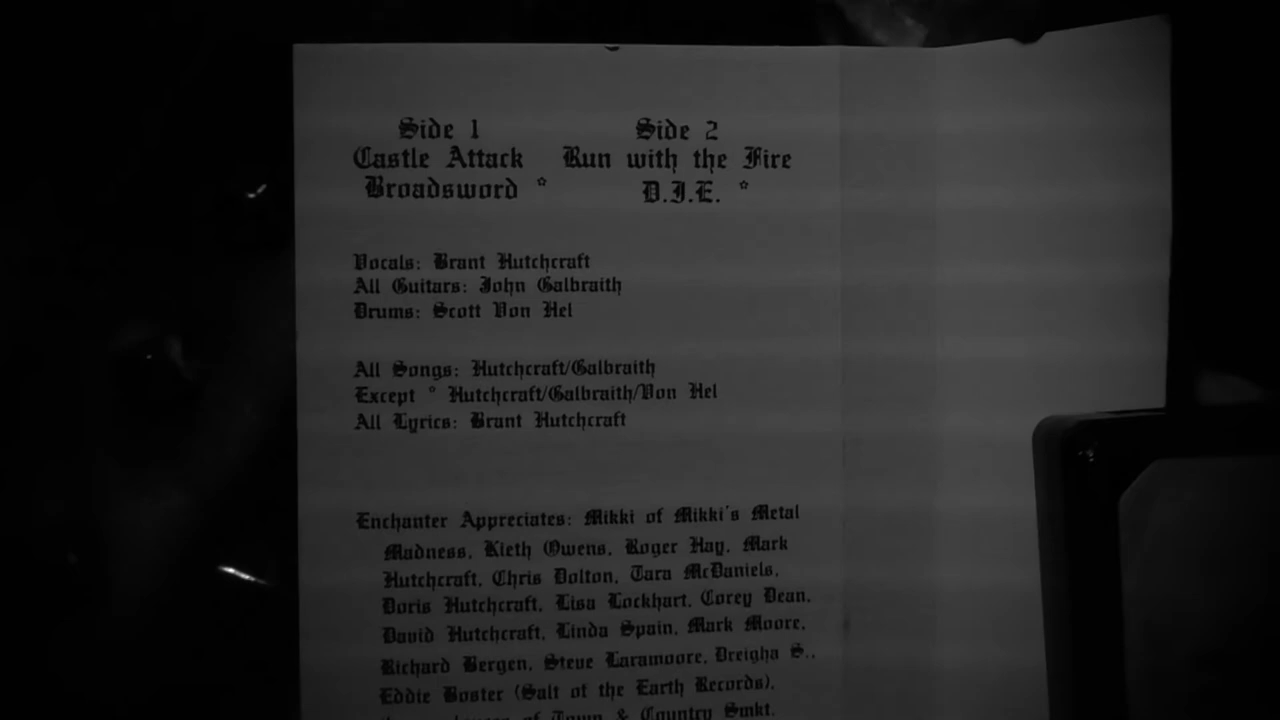 Side 1
Castle Attack
Broadsword *
Side 2
Run with the Fire
D.I.E. *
Vocals: Brant Hutchcraft
All Guitars: John Galbraith
Drums: Scott Von Hel
All Songs: Hutchcraft/Galbraith
Except * Hutchcraft/Galbraith/Von Hel
All Lyrics: Brant Hutchcraft
Enchanter Appreciates: Mikki of Mikki's Metal
Madness, Kieth Owens, Roger Hay, Mark
Hutchcraft, Chris Dolton, Tara McDaniels,
Doris Hutchcraft, Lisa Lockhart, Corey Dean,
David Hutchcraft, Linda Spain, Mark Moore,
Richard Bergen, Steve Laramoore, Dreigha S.,
Eddie Boster (Salt of the Earth Records),
of Town & Country Smkt.